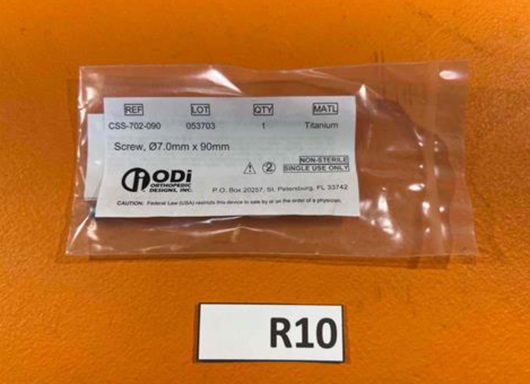 REF LOT QTY MATL
CSS-702-090 053703 1 Titanium
Screw, Ø7.0mm x 90mm
NON-STERILE
2 SINGLE USE ONLY
ODi
ORTHOPEDIC
DESIGNS, INC.
P.O. Box 20257, St. Petersburg, FL 33742
CAUTION: Federal Law (USA) restricts this device to sale by or on the order of a physician.
R10